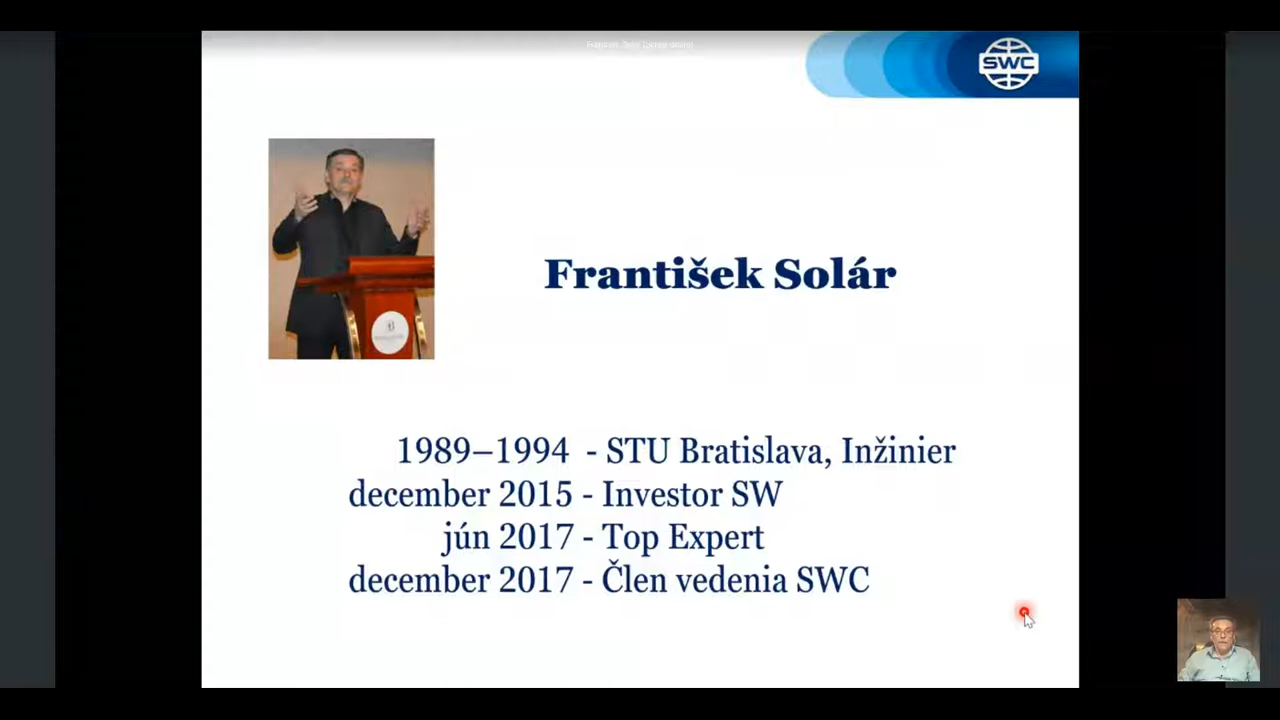 SWC
František Solár
1989–1994 - STU Bratislava, Inžinier
december 2015 - Investor SW
jún 2017 - Top Expert
december 2017 - Člen vedenia SWC